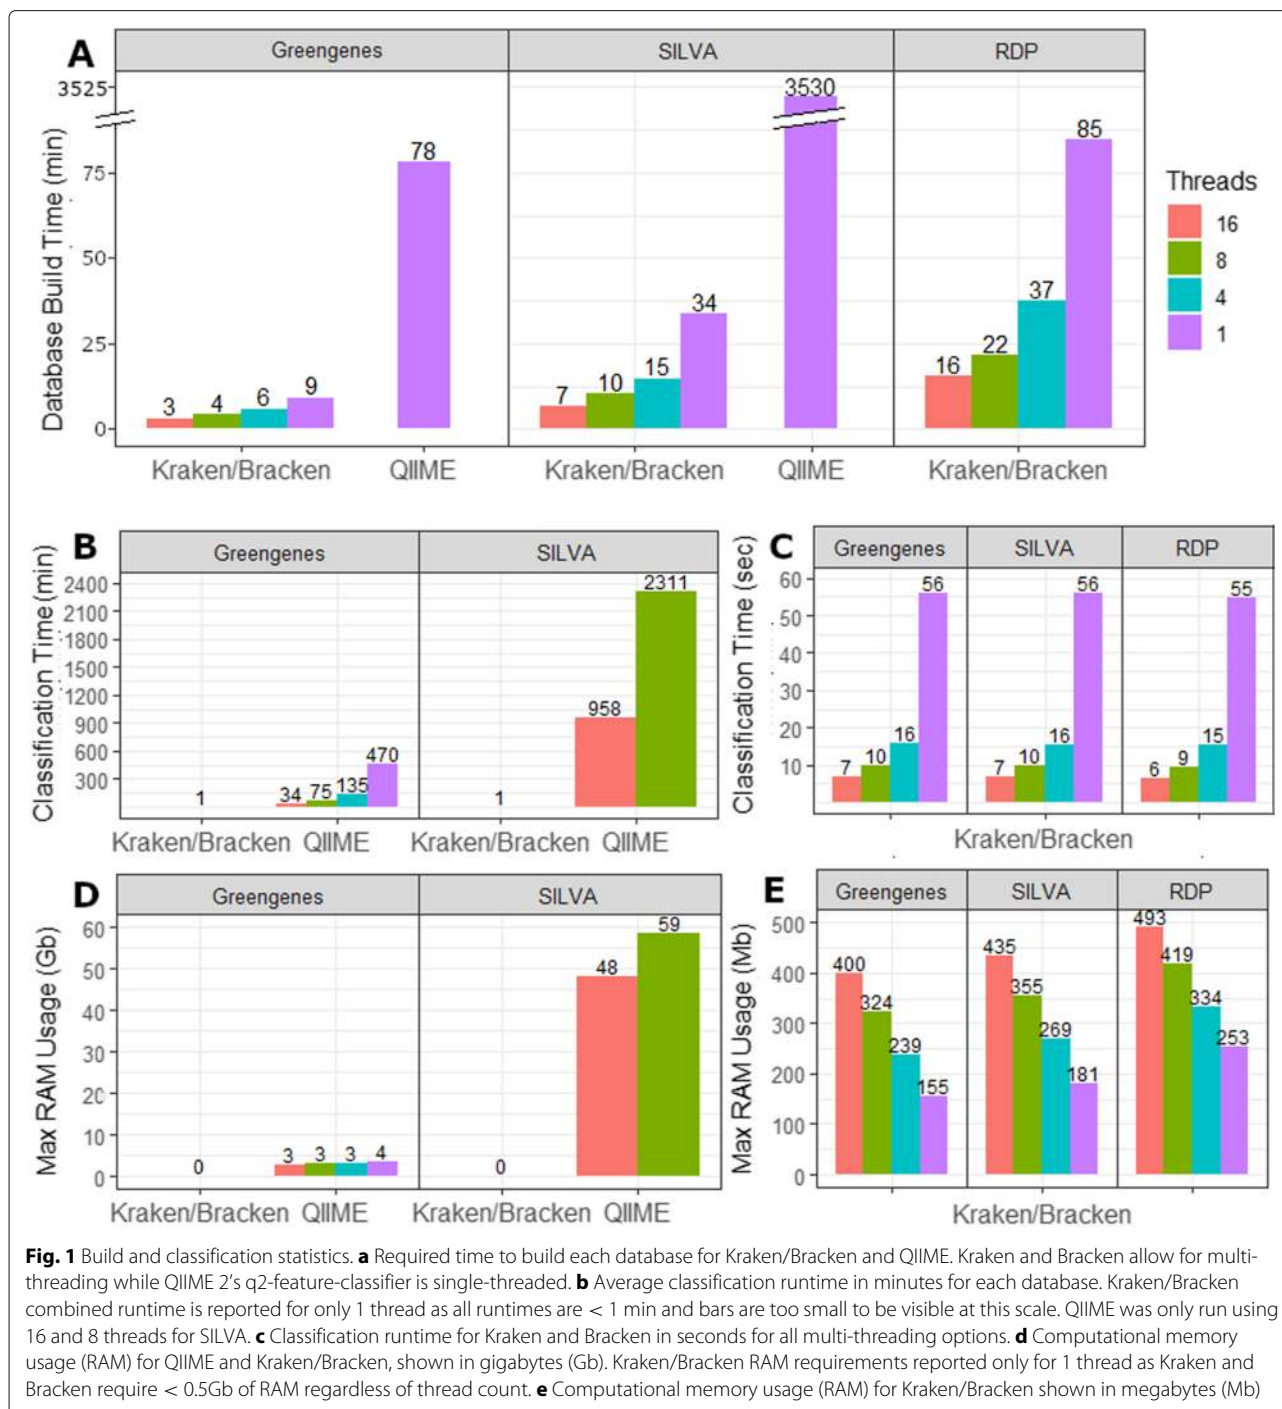 A
Greengenes
SILVA
RDP
3525
75
50
25
0
Database Build Time (min)
3
4
6
9
78
7
10
15
34
3530
16
22
37
85
Kraken/Bracken
QIIME
Kraken/Bracken
QIIME
Kraken/Bracken
Threads
16
8
4
1
B
Greengenes
SILVA
Classification Time (min)
2400
2100
1800
1500
1200
900
600
300
1
34
75
135
470
1
958
2311
Kraken/Bracken
QIIME
Kraken/Bracken
QIIME
C
Greengenes
SILVA
RDP
Classification Time (sec)
60
50
40
30
20
10
7
10
16
56
7
10
16
56
6
9
15
55
Kraken/Bracken
D
Greengenes
SILVA
Max RAM Usage (Gb)
60
50
40
30
20
10
0
0
3
3
3
4
0
48
59
Kraken/Bracken
QIIME
Kraken/Bracken
QIIME
E
Greengenes
SILVA
RDP
Max RAM Usage (Mb)
500
400
300
200
100
0
400
324
239
155
435
355
269
181
493
419
334
253
Kraken/Bracken
Fig. 1 Build and classification statistics. a Required time to build each database for Kraken/Bracken and QIIME. Kraken and Bracken allow for multi-
threading while QIIME 2's q2-feature-classifier is single-threaded. b Average classification runtime in minutes for each database. Kraken/Bracken
combined runtime is reported for only 1 thread as all runtimes are < 1 min and bars are too small to be visible at this scale. QIIME was only run using
16 and 8 threads for SILVA. c Classification runtime for Kraken and Bracken in seconds for all multi-threading options. d Computational memory
usage (RAM) for QIIME and Kraken/Bracken, shown in gigabytes (Gb). Kraken/Bracken RAM requirements reported only for 1 thread as Kraken and
Bracken require < 0.5Gb of RAM regardless of thread count. e Computational memory usage (RAM) for Kraken/Bracken shown in megabytes (Mb)